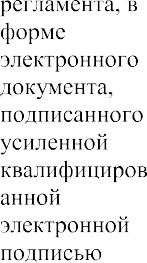 регламента, в
форме
электронного
документа,
подписанного
усиленной
квалифициров
анной
электронной
подписью